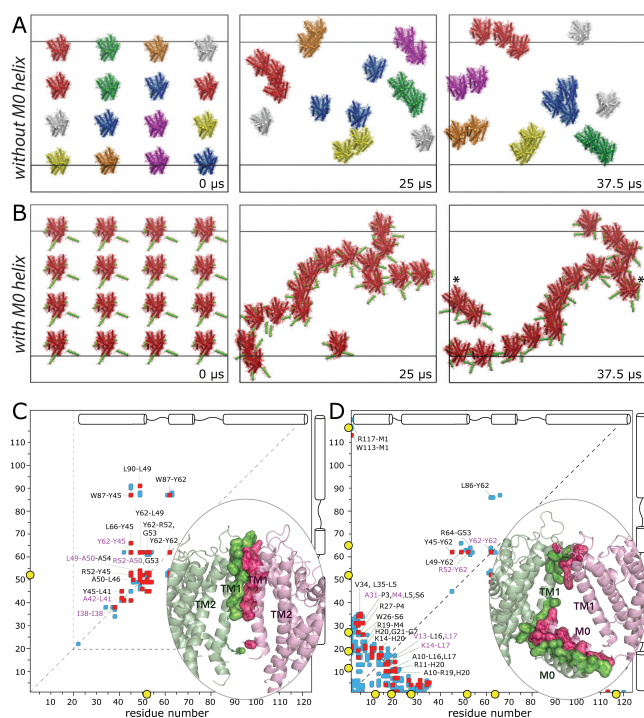 A
without M0 helix
0 µs
25 µs
37.5 µs
B
with M0 helix
0 µs
25 µs
*
*
37.5 µs
C
110
100
90
80
70
60
50
40
30
20
10
L90-L49
W87-Y62
W87-Y45
Y62-L49
L66-Y45
Y62-R52,
G53
Y62-Y45
Y62-Y62
L49-A50-A54
R52-A50,G53
R52-Y45
A50-L46
Y45-L41
A42-L41
I38-I38
TM1
TM1
TM2
TM2
10 20 30 40 50 60 70 80 90 100 110
residue number
D
110
100
90
80
70
60
50
40
30
20
10
R117-M1
W113-M1
L86-Y62
R64-G53
Y45-Y62
Y62-Y62
L49-Y62
R52-Y62
V34, L35-L5
A31-P3,M4,L5,S6
R27-P4
W26-S6
R19-M4
H20,G21-G7
K14-H20
V13-L16,L17
K14-L17
A10-L16,L17
R11-H20
A10-R19,H20
TM1
TM1
M0
M0
10 20 30 40 50 60 70 80 90 100 110
residue number